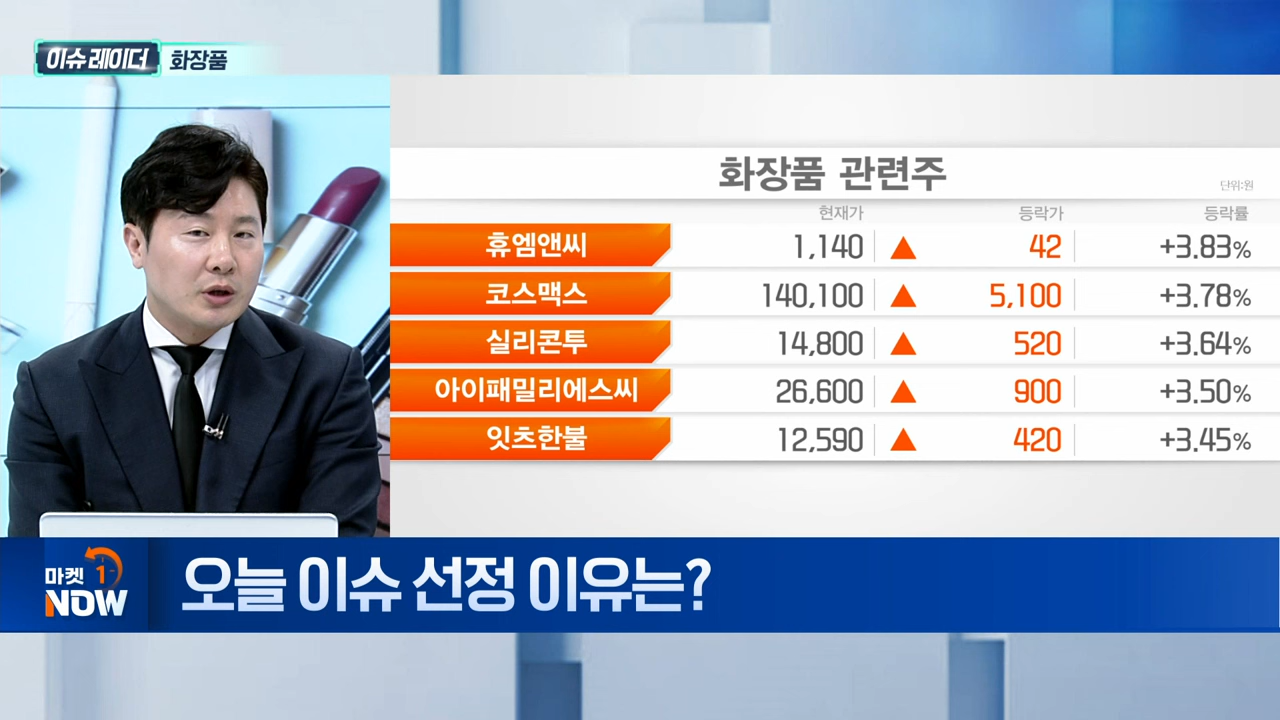 이슈 레이더 화장품
화장품 관련주
단위:원
현재가 등락가 등락률
휴엠앤씨 1,140 ▲ 42 +3.83%
코스맥스 140,100 ▲ 5,100 +3.78%
실리콘투 14,800 ▲ 520 +3.64%
아이패밀리에스씨 26,600 ▲ 900 +3.50%
잇츠한불 12,590 ▲ 420 +3.45%
마켓 1
NOW
오늘 이슈 선정 이유는?